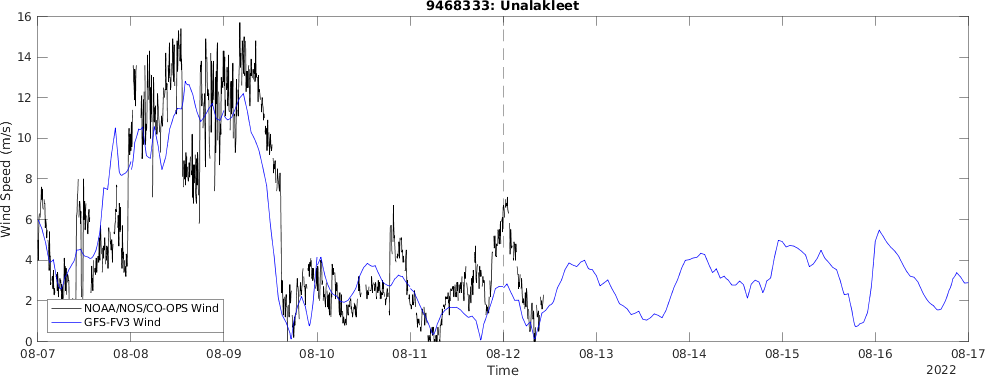 9468333: Unalakleet
16
14
12
10
8
6
4
2
0
Wind Speed (m/s)
NOAA/NOS/CO-OPS Wind
GFS-FV3 Wind
08-07 08-08 08-09 08-10 08-11 08-12 08-13 08-14 08-15 08-16 08-17
Time
2022